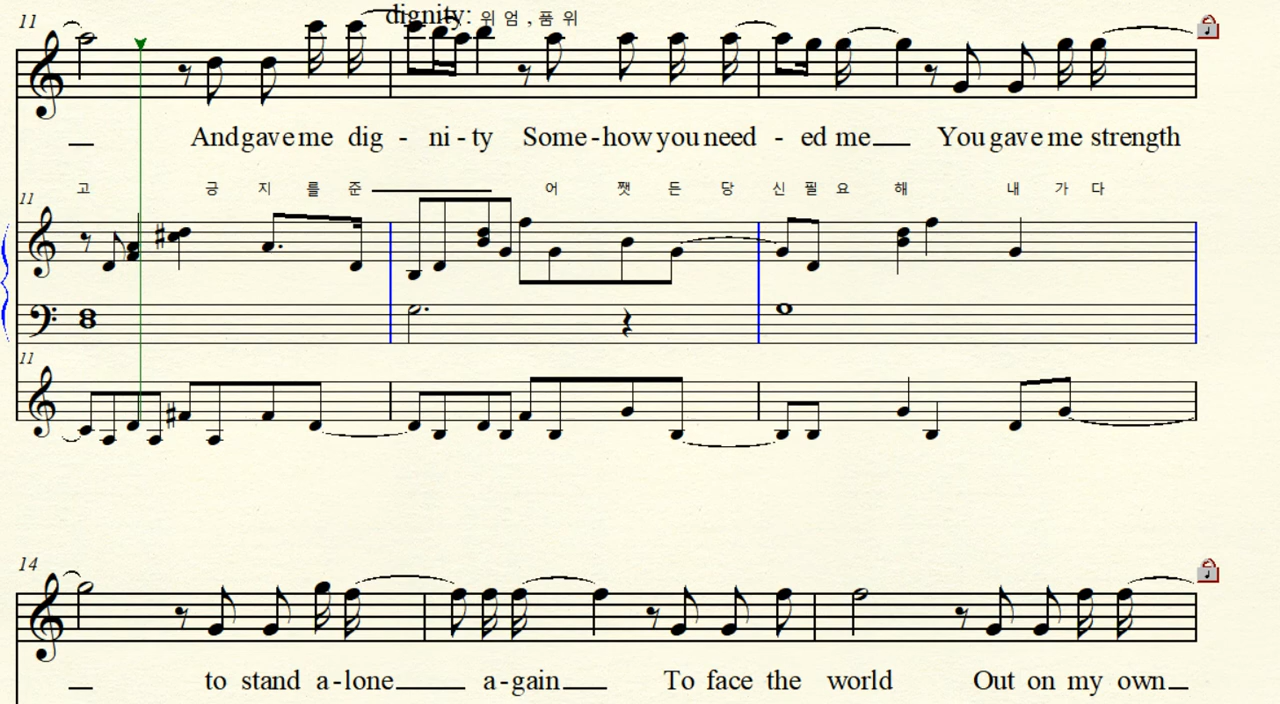 dignity: 위 엄 , 품 위
11
And gave me dig - ni - ty Some - how you need - ed me You gave me strength
고 긍 지 를 준 어 쨋 든 당 신 필 요 해 내 가 다
11
11
14
to stand a - lone a - gain To face the world Out on my own